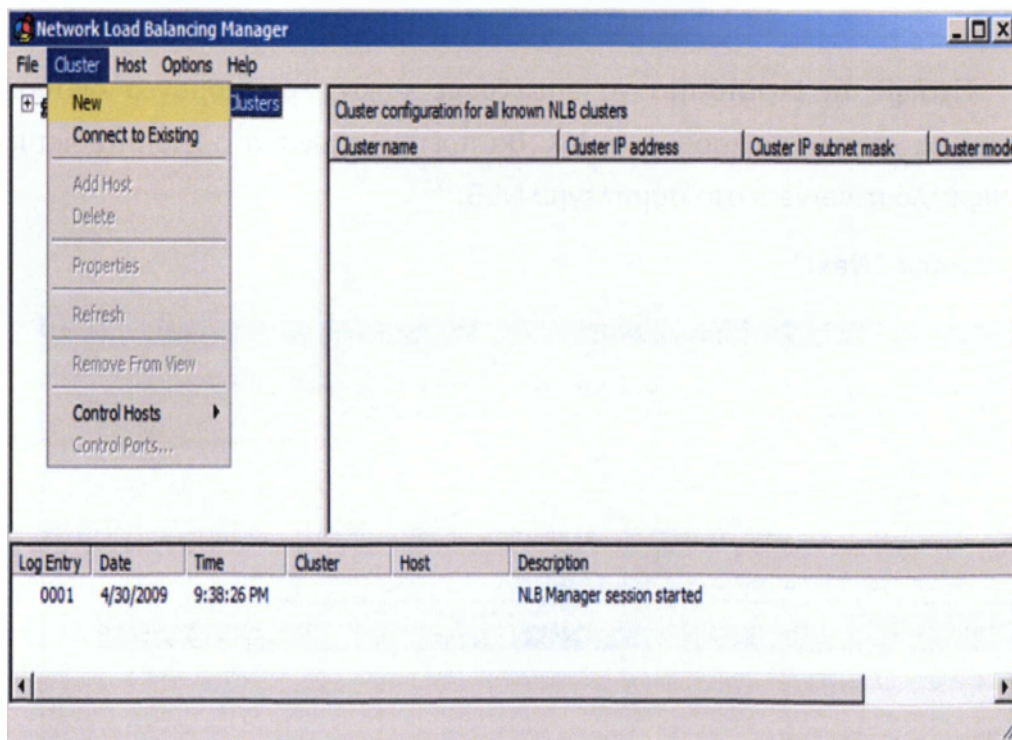 Network Load Balancing Manager
File Cluster Host Options Help
New
Connect to Existing
Add Host
Delete
Properties
Refresh
Remove From View
Control Hosts
Control Ports...
Clusters
Cluster configuration for all known NLB clusters
Cluster name Cluster IP address Cluster IP subnet mask Cluster mode
Log Entry Date Time Cluster Host Description
0001 4/30/2009 9:38:26 PM NLB Manager session started